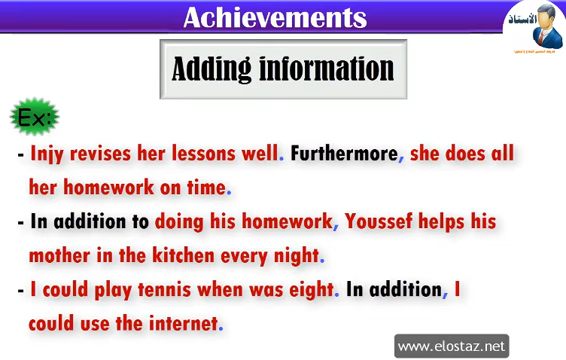 Achievements
الأستاذ
Adding information
Ex:
- Injy revises her lessons well. Furthermore, she does all
her homework on time.
- In addition to doing his homework, Youssef helps his
mother in the kitchen every night.
- I could play tennis when was eight. In addition, I
could use the internet.
www.elostaz.net